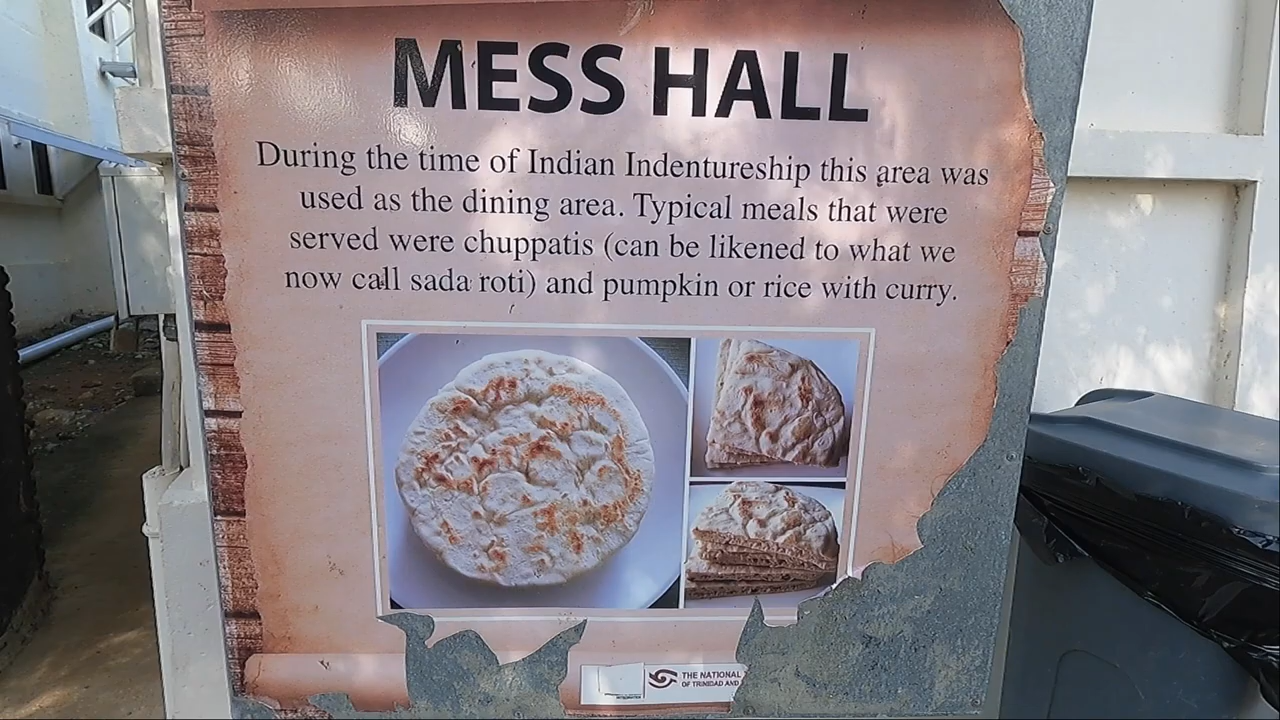 MESS HALL
During the time of Indian Indentureship this area was
used as the dining area. Typical meals that were
served were chuppatis (can be likened to what we
now call sada roti) and pumpkin or rice with curry.
THE NATIONAL
OF TRINIDAD AND